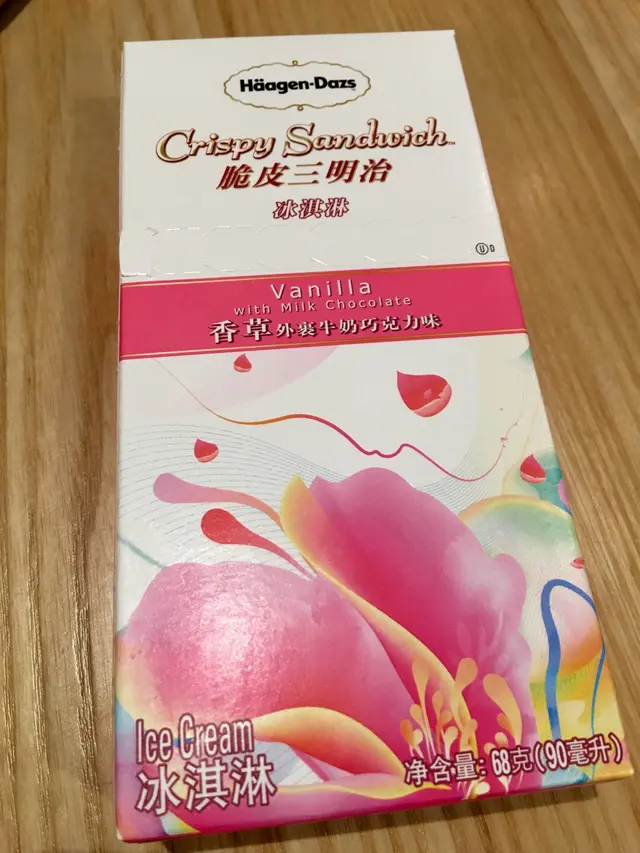 Häagen-Dazs
Crispy Sandwich™
脆皮三明治
冰淇淋
Ⓤ D
Vanilla
with Milk Chocolate
香草外裹牛奶巧克力味
Ice Cream
冰淇淋
净含量: 68克(90毫升)